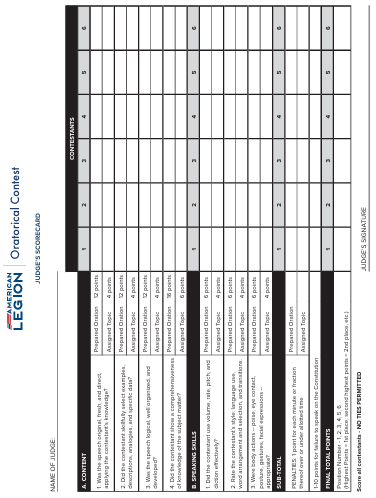 AMERICAN
LEGION
Oratorical Contest
JUDGE'S SCORECARD
NAME OF JUDGE:
CONTESTANTS
A. CONTENT 1 2 3 4 5 6
1. Was the speech original, fresh, and direct, Prepared Oration 12 points
applying the contestant's knowledge? Assigned Topic 4 points
2. Did the contestant skillfully select examples, Prepared Oration 12 points
descriptions, analogies, and specific data? Assigned Topic 4 points
3. Was the speech logical, well organized, and Prepared Oration 12 points
developed? Assigned Topic 4 points
4. Did the contestant show a comprehensiveness Prepared Oration 16 points
of knowledge of the subject matter? Assigned Topic 6 points
B. SPEAKING SKILLS 1 2 3 4 5 6
1. Did the contestant use volume, rate, pitch, and Prepared Oration 6 points
diction effectively? Assigned Topic 4 points
2. Rate the contestant's style: language use, Prepared Oration 6 points
word arrangement and selection, and transitions Assigned Topic 4 points
3. Were body actions – poise, eye contact, Prepared Oration 6 points
posture, gestures, facial expressions – Assigned Topic 4 points
appropriate?
SUB-TOTAL 1 2 3 4 5 6
PENALTIES 1 point for each minute or fraction Prepared Oration
thereof over or under allotted time Assigned Topic
1-10 points for failure to speak on the Constitution
FINAL TOTAL POINTS 1 2 3 4 5 6
Position Number – 1, 2, 3, 4, 5, 6
(Highest Points = 1st place, second highest points = 2nd place, etc.)
Score all contestants - NO TIES PERMITTED
JUDGE'S SIGNATURE